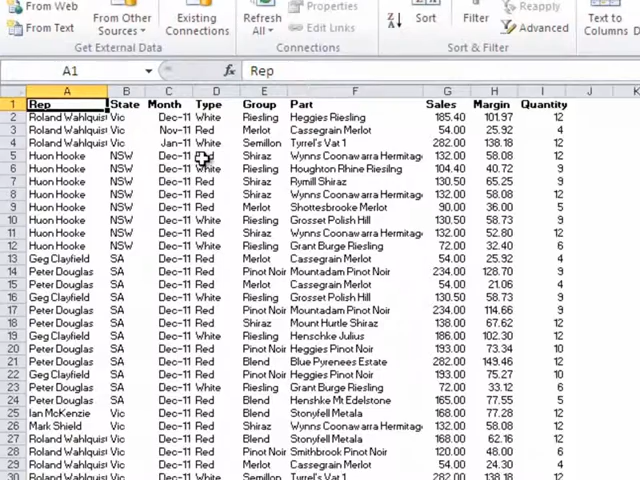 From Web
From Text
From Other
Sources
Get External Data
Existing
Connections
Refresh
All
Properties
Edit Links
Connections
Sort
Filter
Reapply
Advanced
Sort & Filter
Text to
Columns
A1 fx Rep
A B C D E F G H I J
1 Rep State Month Type Group Part Sales Margin Quantity
2 Roland Wahlquis Vic Dec-11 White Riesling Heggies Riesling 185.40 101.97 12
3 Roland Wahlquis Vic Nov-11 Red Merlot Cassegrain Merlot 54.00 25.92 4
4 Roland Wahlquis Vic Jan-11 White Semillon Tyrrel's Vat 1 282.00 138.18 12
5 Huon Hooke NSW Dec-11 Red Shiraz Wynns Coonawarra Hermitage 132.00 58.08 12
6 Huon Hooke NSW Dec-11 White Riesling Houghton Rhine Riesilng 104.40 40.72 9
7 Huon Hooke NSW Dec-11 Red Shiraz Rymill Shiraz 130.50 65.25 9
8 Huon Hooke NSW Dec-11 Red Shiraz Wynns Coonawarra Hermitage 132.00 58.08 12
9 Huon Hooke NSW Dec-11 Red Merlot Shottesbrooke Merlot 90.00 36.00 5
10 Huon Hooke NSW Dec-11 White Riesling Grosset Polish Hill 130.50 58.73 9
11 Huon Hooke NSW Dec-11 Red Shiraz Wynns Coonawarra Hermitage 132.00 52.80 12
12 Huon Hooke NSW Dec-11 White Riesling Grant Burge Riesling 72.00 32.40 6
13 Greg Clayfield SA Dec-11 Red Merlot Cassegrain Merlot 54.00 25.92 4
14 Peter Douglas SA Dec-11 Red Pinot Noir Mountadam Pinot Noir 234.00 128.70 9
15 Peter Douglas SA Dec-11 Red Merlot Cassegrain Merlot 54.00 21.06 4
16 Geg Clayfield SA Dec-11 White Riesling Grosset Polish Hill 130.50 58.73 9
17 Peter Douglas SA Dec-11 Red Pinot Noir Mountadam Pinot Noir 234.00 114.66 9
18 Peter Douglas SA Dec-11 Red Shiraz Mount Hurtle Shiraz 138.00 67.62 12
19 Geg Clayfield SA Dec-11 White Riesling Henschke Julius 186.00 102.30 12
20 Peter Douglas SA Dec-11 Red Pinot Noir Heggies Pinot Noir 193.00 73.34 10
21 Peter Douglas SA Dec-11 Red Blend Blue Pyrenees Estate 282.00 149.46 12
22 Geg Clayfield SA Dec-11 Red Pinot Noir Heggies Pinot Noir 193.00 75.27 10
23 Peter Douglas SA Dec-11 White Riesling Grant Burge Riesling 72.00 33.12 6
24 Peter Douglas SA Dec-11 Red Blend Henshke Mt Edelstone 165.00 77.55 5
25 Ian McKenzie Vic Dec-11 Red Blend Stonyfell Metala 168.00 77.28 12
26 Mark Shield Vic Dec-11 Red Shiraz Wynns Coonawarra Hermitage 132.00 58.08 12
27 Roland Wahlquis Vic Dec-11 Red Blend Stonyfell Metala 168.00 62.16 12
28 Roland Wahlquis Vic Dec-11 Red Pinot Noir Smithbrook Pinot Noir 120.00 48.00 6
29 Roland Wahlquis Vic Dec-11 Red Merlot Cassegrain Merlot 54.00 24.30 4
30 Roland Wahlquis Vic Dec-11 White Semillon Tyrrel's Vat 1 282.00 138.18 12